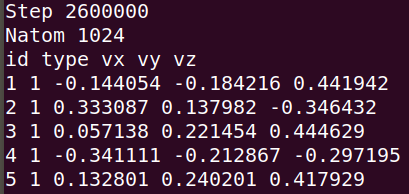 Step 2600000
Natom 1024
id type vx vy vz
1 1 -0.144054 -0.184216 0.441942
2 1 0.333087 0.137982 -0.346432
3 1 0.057138 0.221454 0.444629
4 1 -0.341111 -0.212867 -0.297195
5 1 0.132801 0.240201 0.417929